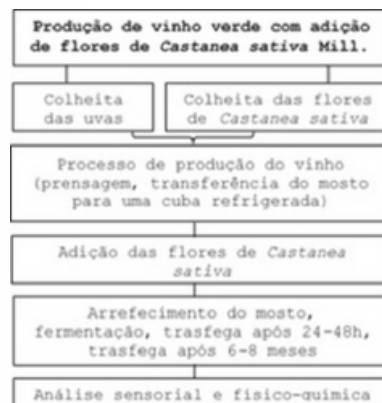 Produção de vinho verde com adição
de flores de Castanea sativa Mill.
Colheita
das uvas
Colheita das flores
de Castanea sativa
Processo de produção do vinho
(prensagem, transferência do mosto
para uma cuba refrigerada)
Adição das flores de Castanea
sativa
Arrefecimento do mosto,
fermentação, trasfega após 24-48h,
trasfega após 6-8 meses
Análise sensorial e físico-química